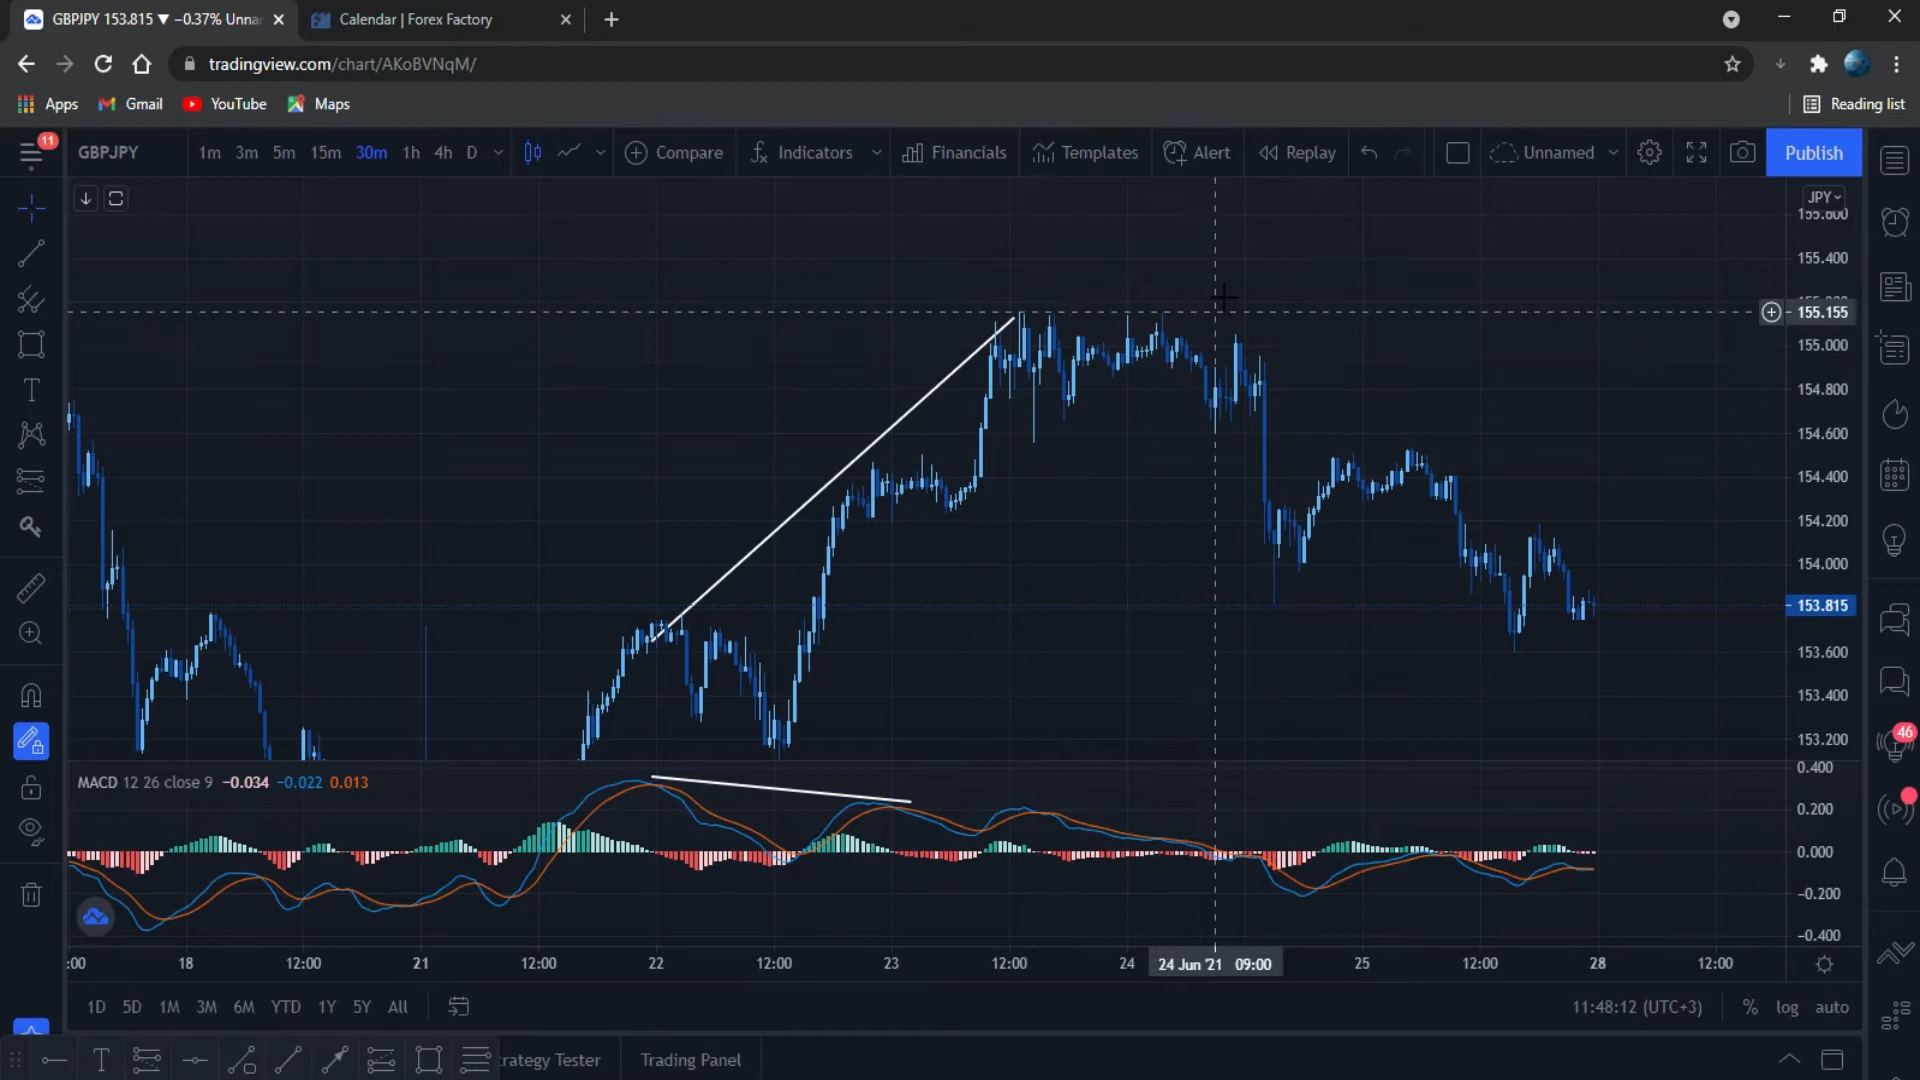 GBPJPY 153.815 ▼ −0.37% Unna
Calendar | Forex Factory
tradingview.com/chart/AKoBVNqM/
Apps Gmail YouTube Maps Reading list
11
GBPJPY 1m 3m 5m 15m 30m 1h 4h D Compare Indicators Financials Templates Alert Replay Unnamed Publish
JPY
155.600
155.400
155.155
155.000
154.800
154.600
154.400
154.200
154.000
153.815
153.600
153.400
153.200
46
MACD 12 26 close 9 −0.034 −0.022 0.013
0.400
0.200
0.000
−0.200
−0.400
:00 18 12:00 21 12:00 22 12:00 23 12:00 24 24 Jun '21 09:00 25 12:00 28 12:00
1D 5D 1M 3M 6M YTD 1Y 5Y All 11:48:12 (UTC+3) % log auto
trategy Tester Trading Panel